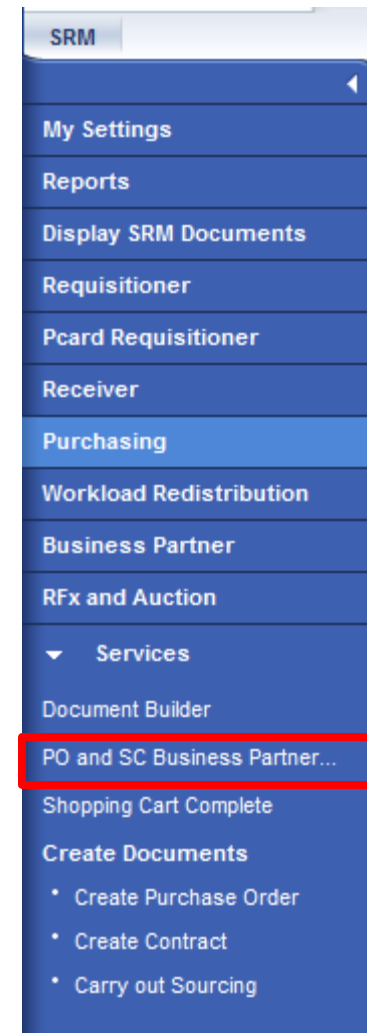 SRM
My Settings
Reports
Display SRM Documents
Requisitioner
Pcard Requisitioner
Receiver
Purchasing
Workload Redistribution
Business Partner
RFx and Auction
Services
Document Builder
PO and SC Business Partner...
Shopping Cart Complete
Create Documents
• Create Purchase Order
• Create Contract
• Carry out Sourcing